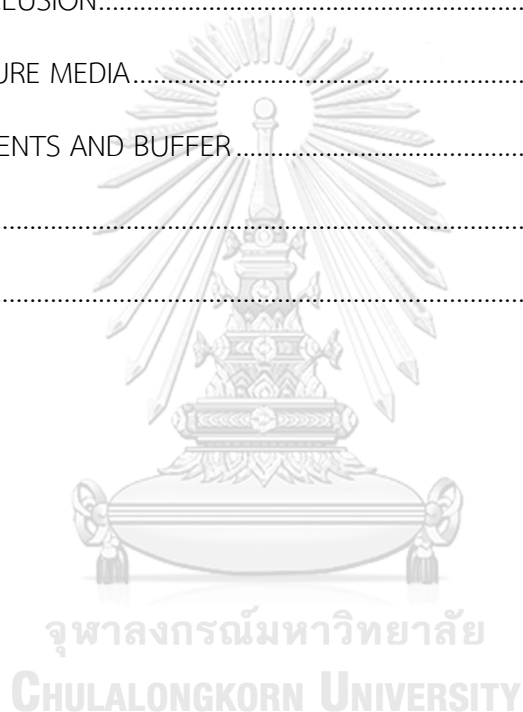 LUSION................................................................
URE MEDIA................................................................
ENTS AND BUFFER................................................................
................................................................
................................................................
จุฬาลงกรณ์มหาวิทยาลัย
CHULALONGKORN UNIVERSITY